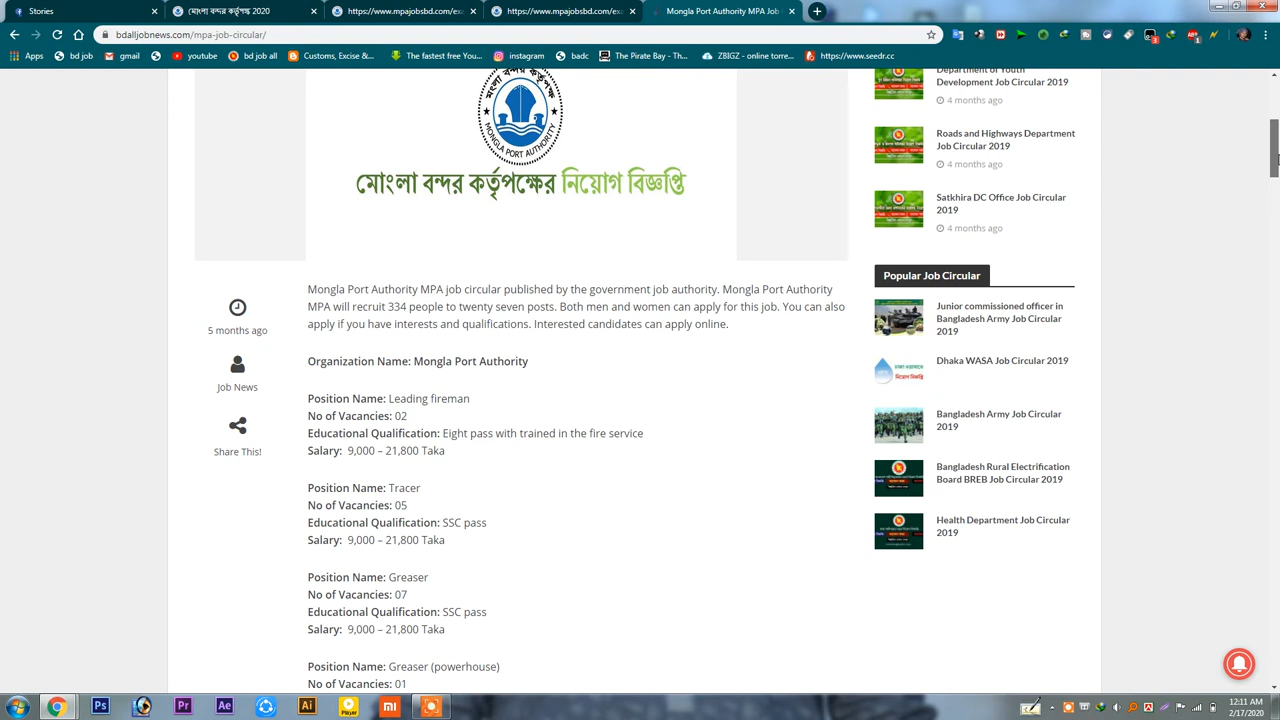 Stories
মোংলা বন্দর কর্তৃপক্ষ 2020
https://www.mpajobsbd.com/exa
https://www.mpajobsbd.com/exa
Mongla Port Authority MPA Job
bdalljobnews.com/mpa-job-circular/
Apps
bd job
gmail
youtube
bd job all
Customs, Excise &...
The fastest free You...
instagram
badc
The Pirate Bay - Th...
ZBIGZ - online torre...
https://www.seedr.cc
MONGLA PORT AUTHORITY
মোংলা বন্দর কর্তৃপক্ষের নিয়োগ বিজ্ঞপ্তি
5 months ago
Job News
Share This!
Mongla Port Authority MPA job circular published by the government job authority. Mongla Port Authority
MPA will recruit 334 people to twenty seven posts. Both men and women can apply for this job. You can also
apply if you have interests and qualifications. Interested candidates can apply online.
Organization Name: Mongla Port Authority
Position Name: Leading fireman
No of Vacancies: 02
Educational Qualification: Eight pass with trained in the fire service
Salary: 9,000 – 21,800 Taka
Position Name: Tracer
No of Vacancies: 05
Educational Qualification: SSC pass
Salary: 9,000 – 21,800 Taka
Position Name: Greaser
No of Vacancies: 07
Educational Qualification: SSC pass
Salary: 9,000 – 21,800 Taka
Position Name: Greaser (powerhouse)
No of Vacancies: 01
Department of Youth
Development Job Circular 2019
4 months ago
Roads and Highways Department
Job Circular 2019
4 months ago
Satkhira DC Office Job Circular
2019
4 months ago
Popular Job Circular
Junior commissioned officer in
Bangladesh Army Job Circular
2019
Dhaka WASA Job Circular 2019
Bangladesh Army Job Circular
2019
Bangladesh Rural Electrification
Board BREB Job Circular 2019
Health Department Job Circular
2019
Ps
Pr
Ae
Ai
Player
mi
12:11 AM
2/17/2020